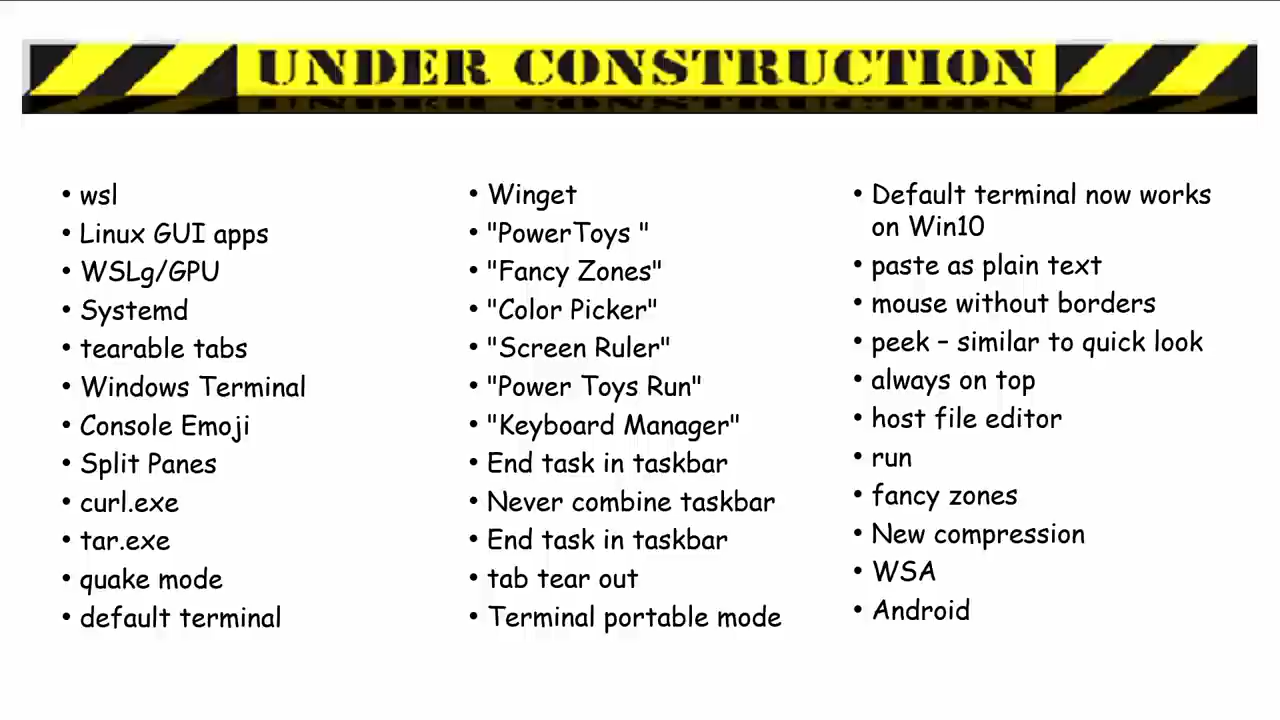 UNDER CONSTRUCTION
• wsl
• Linux GUI apps
• WSLg/GPU
• Systemd
• tearable tabs
• Windows Terminal
• Console Emoji
• Split Panes
• curl.exe
• tar.exe
• quake mode
• default terminal
• Winget
• "PowerToys "
• "Fancy Zones"
• "Color Picker"
• "Screen Ruler"
• "Power Toys Run"
• "Keyboard Manager"
• End task in taskbar
• Never combine taskbar
• End task in taskbar
• tab tear out
• Terminal portable mode
• Default terminal now works
on Win10
• paste as plain text
• mouse without borders
• peek – similar to quick look
• always on top
• host file editor
• run
• fancy zones
• New compression
• WSA
• Android